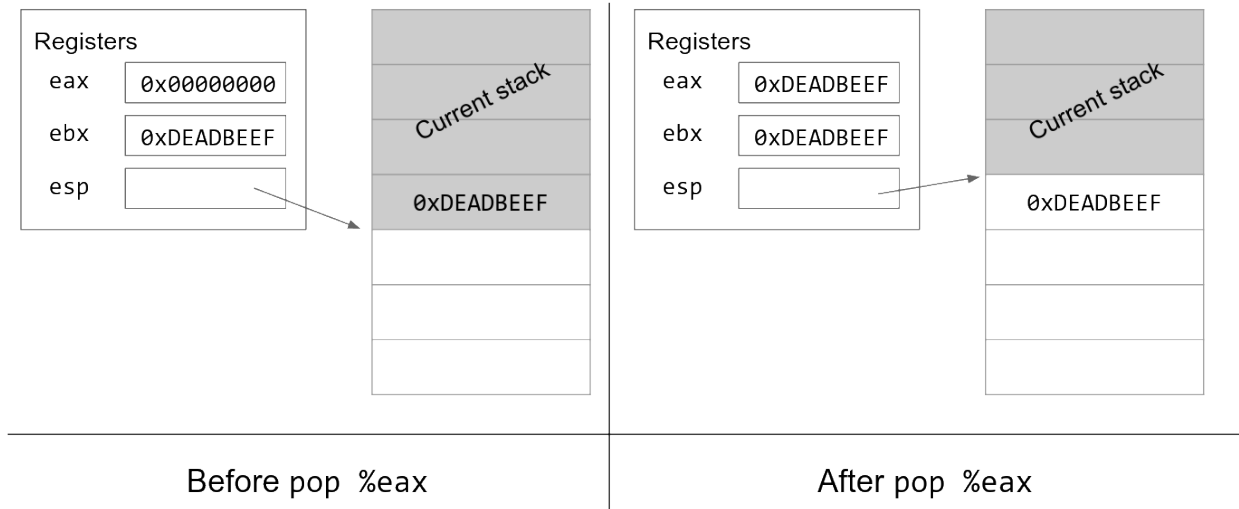 Registers
eax 0x00000000
ebx 0xDEADBEEF
esp
Current stack
0xDEADBEEF
Before pop %eax
Registers
eax 0xDEADBEEF
ebx 0xDEADBEEF
esp
Current stack
0xDEADBEEF
After pop %eax